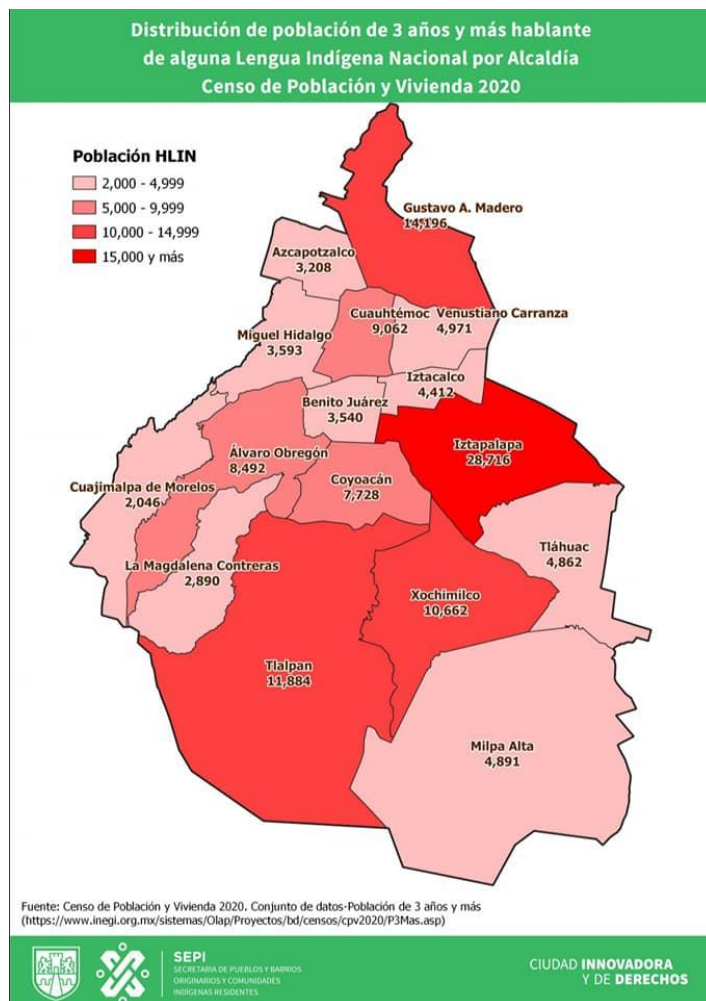 Distribución de población de 3 años y más hablante
de alguna Lengua Indígena Nacional por Alcaldía
Censo de Población y Vivienda 2020
Población HLIN
2,000 - 4,999
5,000 - 9,999
10,000 - 14,999
15,000 y más
Gustavo A. Madero
14,196
Azcapotzalco
3,208
Cuauhtémoc
9,062
Venustiano Carranza
4,971
Miguel Hidalgo
3,593
Iztacalco
4,412
Benito Juárez
3,540
Iztapalapa
28,716
Álvaro Obregón
8,492
Coyoacán
7,728
Cuajimalpa de Morelos
2,046
Tláhuac
4,862
La Magdalena Contreras
2,890
Xochimilco
10,662
Tlalpan
11,884
Milpa Alta
4,891
Fuente: Censo de Población y Vivienda 2020. Conjunto de datos-Población de 3 años y más
(https://www.inegi.org.mx/sistemas/Olap/Proyectos/bd/censos/cpv2020/P3Mas.asp)
SEPI
SECRETARÍA DE PUEBLOS Y BARRIOS
ORIGINARIOS Y COMUNIDADES
INDÍGENAS RESIDENTES
CIUDAD INNOVADORA
Y DE DERECHOS